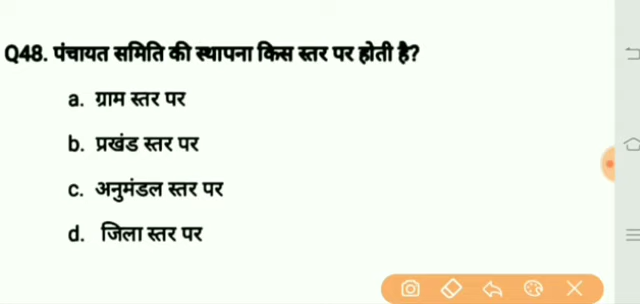 Q48. पंचायत समिति की स्थापना किस स्तर पर होती है?
a. ग्राम स्तर पर
b. प्रखंड स्तर पर
c. अनुमंडल स्तर पर
d. जिला स्तर पर